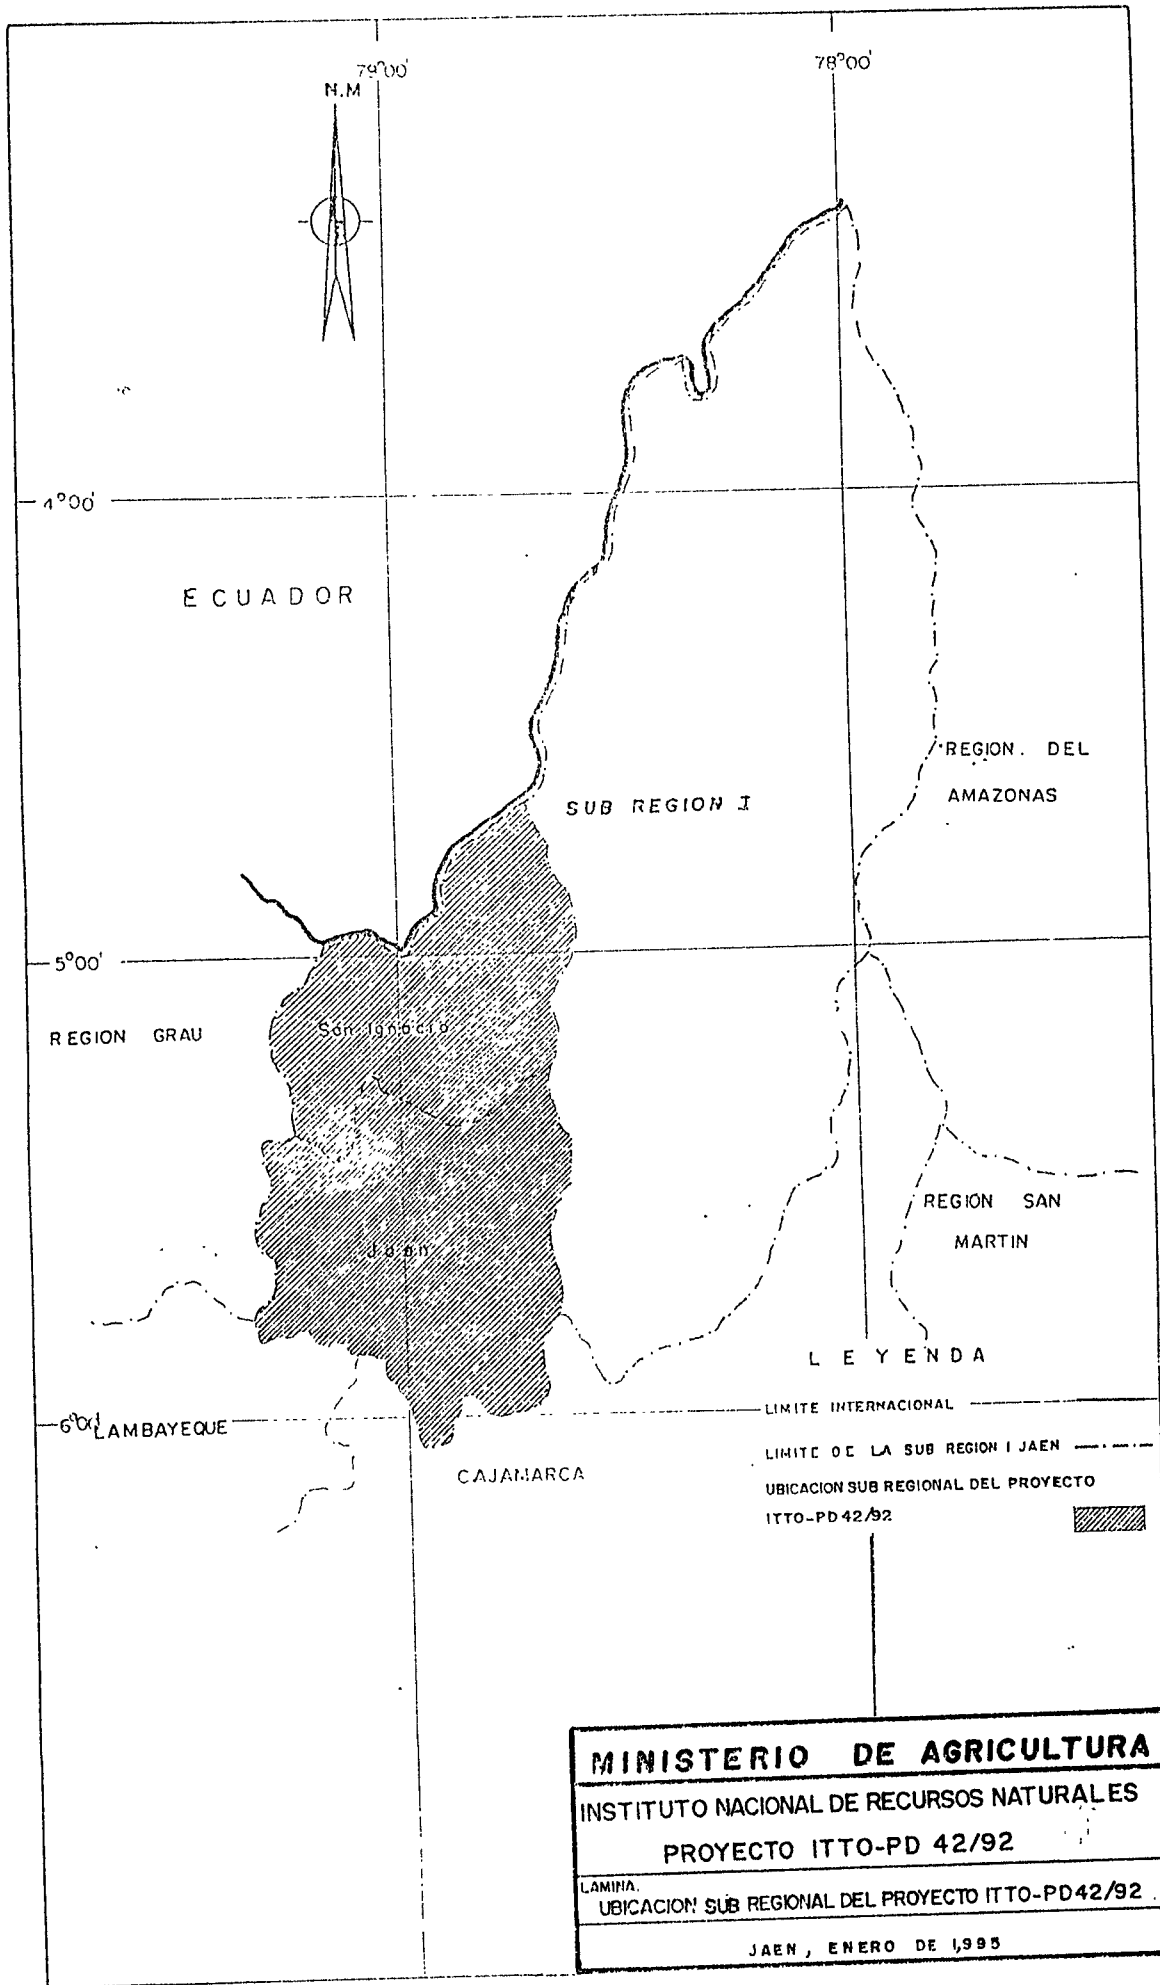 79°00'
78°00'
N.M
4°00'
ECUADOR
REGION. DEL
AMAZONAS
SUB REGION I
5°00'
REGION GRAU
San Ignacio
REGION SAN
MARTIN
Jaen
LEYENDA
6°00'
LAMBAYEQUE
LIMITE INTERNACIONAL
CAJAMARCA
LIMITE DE LA SUB REGION I JAEN
UBICACION SUB REGIONAL DEL PROYECTO
ITTO-PD 42/92
MINISTERIO DE AGRICULTURA
INSTITUTO NACIONAL DE RECURSOS NATURALES
PROYECTO ITTO-PD 42/92
LAMINA.
UBICACION SUB REGIONAL DEL PROYECTO ITTO-PD42/92.
JAEN, ENERO DE 1,995